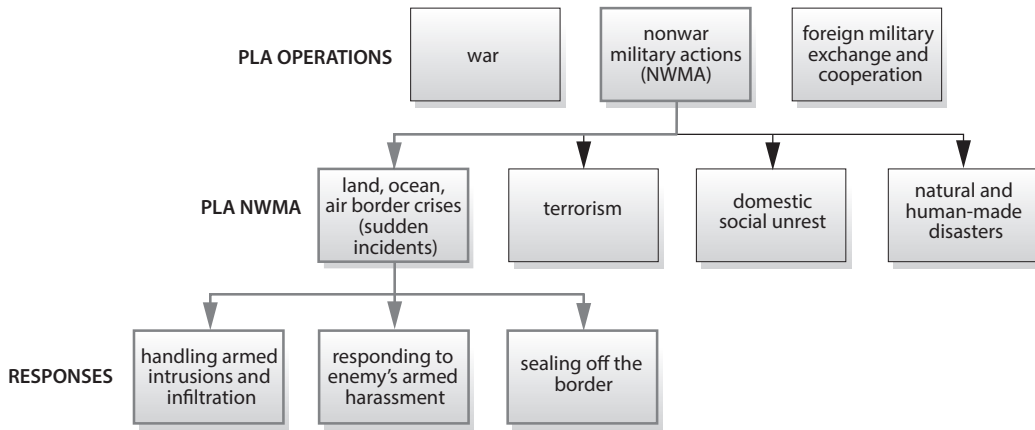 PLA OPERATIONS
war
nonwar
military actions
(NWMA)
foreign military
exchange and
cooperation
PLA NWMA
land, ocean,
air border crises
(sudden
incidents)
terrorism
domestic
social unrest
natural and
human-made
disasters
RESPONSES
handling armed
intrusions and
infiltration
responding to
enemy’s armed
harassment
sealing off the
border